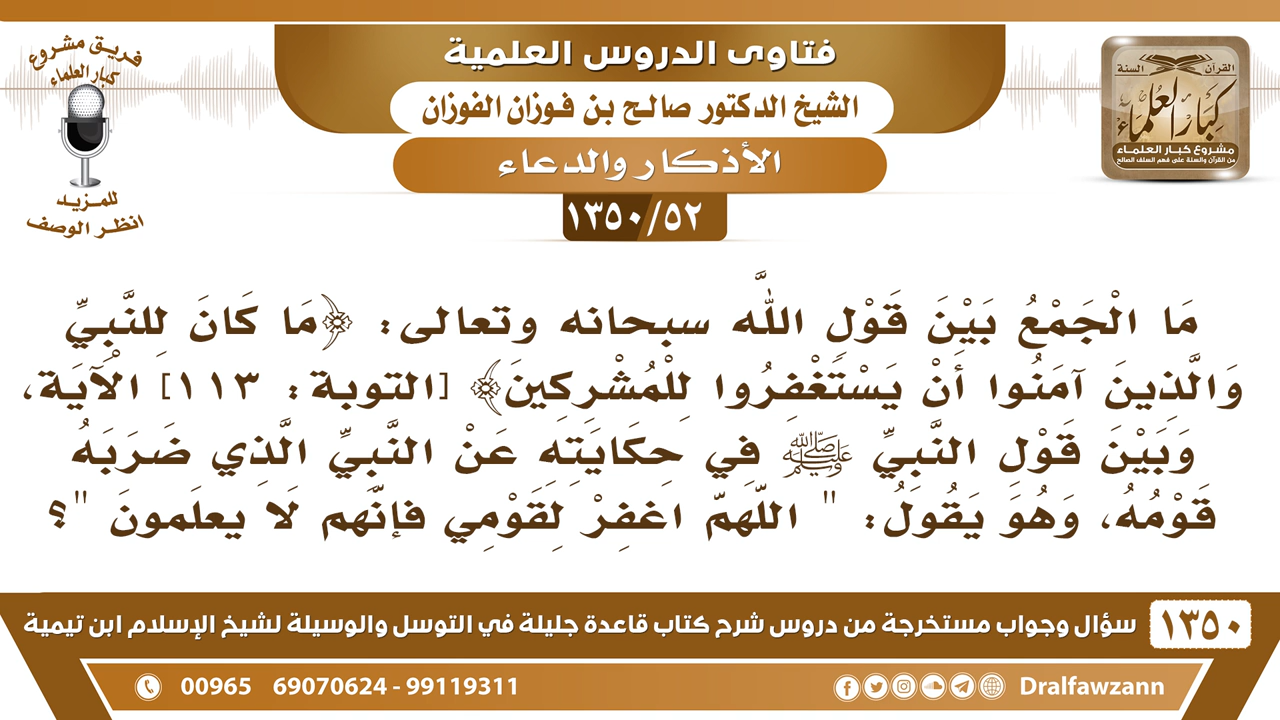 فتاوى الدروس العلمية
الشيخ الدكتور صالح بن فوزان الفوزان
الأذكار والدعاء
١٣٥٠/٥٢
فريق مشروع
كبار العلماء
للمزيد
انظر الوصف
القرآن السنة
كبار العلماء
مشروع كبار العلماء
من القرآن والسنة على فهم السلف الصالح
مَا الْجَمْعُ بَيْنَ قَوْلِ اللَّه سبحانه وتعالى: ﴿مَا كَانَ لِلنَّبِيِّ
وَالَّذِينَ آمَنُوا أَنْ يَسْتَغْفِرُوا لِلْمُشْرِكِينَ﴾ [التوبة: ١١٣] الْآيَة،
وَبَيْنَ قَوْلِ النَّبِيِّ ﷺ فِي حِكَايَتِهِ عَنْ النَّبِيِّ الَّذِي ضَرَبَهُ
قَوْمُهُ، وَهُوَ يَقُولُ: " اللَّهمّ اغفِرْ لِقَوْمِي فإنّهم لَا يعلَمونَ "؟
١٣٥٠ سؤال وجواب مستخرجة من دروس شرح كتاب قاعدة جليلة في التوسل والوسيلة لشيخ الإسلام ابن تيمية
00965 69070624 - 99119311
Dralfawzann